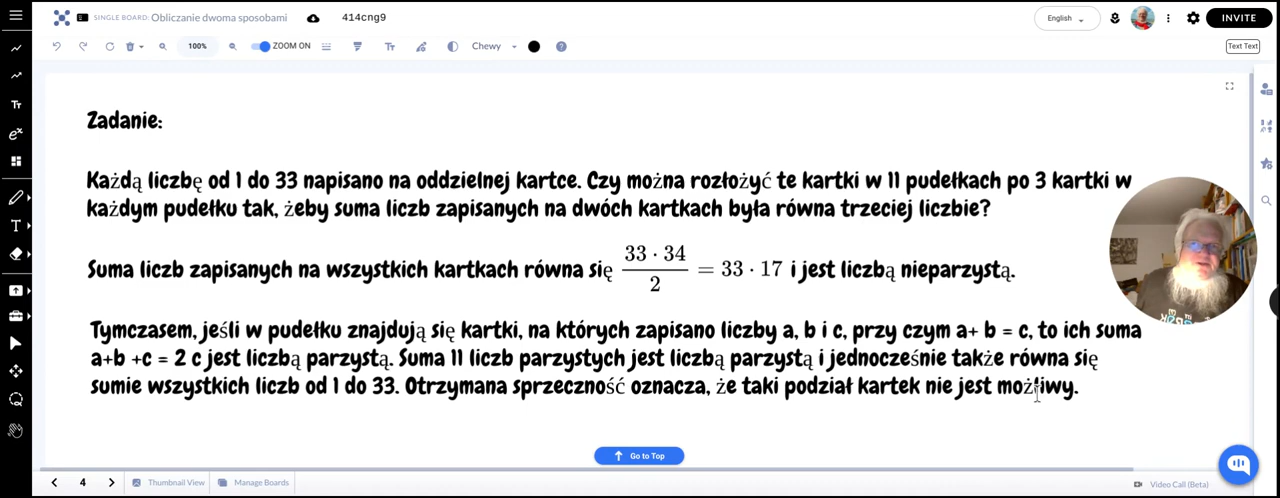 SINGLE BOARD: Obliczanie dwoma sposobami 414cng9 English INVITE
100% ZOOM ON Chewy Text Text
Zadanie:
Każdą liczbę od 1 do 33 napisano na oddzielnej kartce. Czy można rozłożyć te kartki w 11 pudełkach po 3 kartki w
każdym pudełku tak, żeby suma liczb zapisanych na dwóch kartkach była równa trzeciej liczbie?
Suma liczb zapisanych na wszystkich kartkach równa się \frac{33 \cdot 34}{2} = 33 · 17 i jest liczbą nieparzystą.
Tymczasem, jeśli w pudełku znajdują się kartki, na których zapisano liczby a, b i c, przy czym a+ b = c, to ich suma
a+b +c = 2 c jest liczbą parzystą. Suma 11 liczb parzystych jest liczbą parzystą i jednocześnie także równa się
sumie wszystkich liczb od 1 do 33. Otrzymana sprzeczność oznacza, że taki podział kartek nie jest możliwy.
Go to Top
4 Thumbnail View Manage Boards Video Call (Beta)